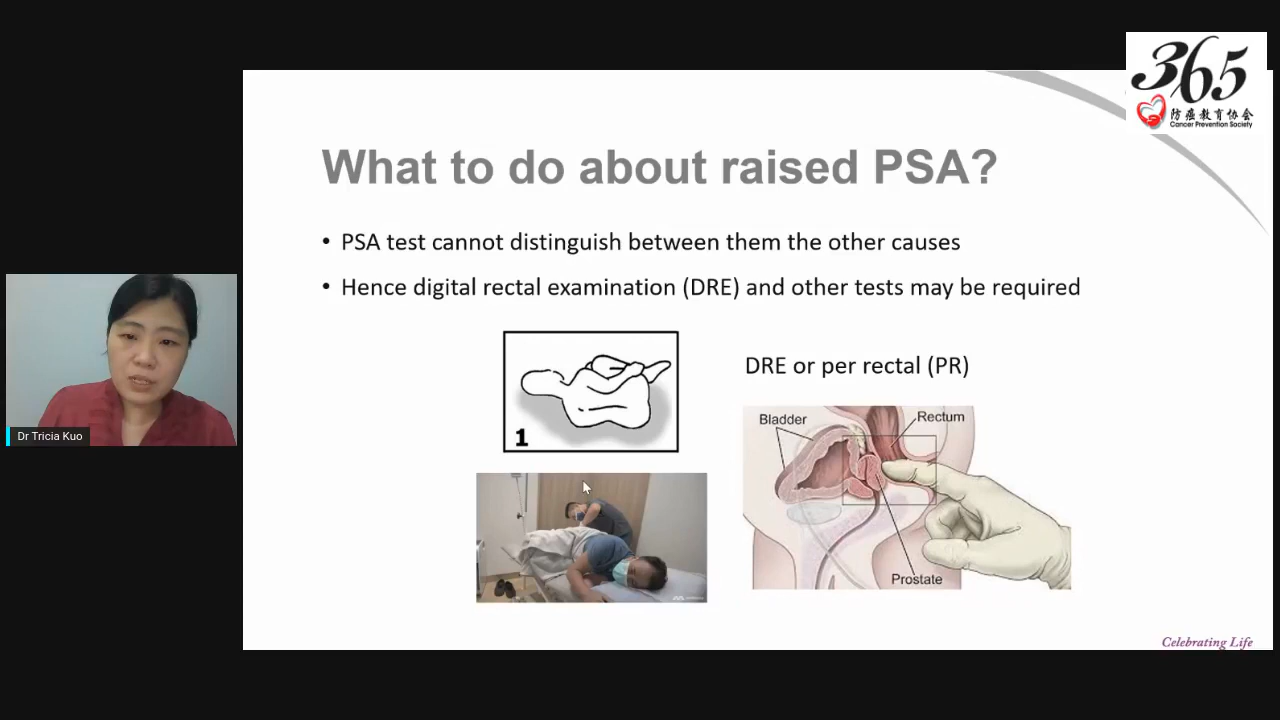 365
防癌教育协会
Cancer Prevention Society
What to do about raised PSA?
• PSA test cannot distinguish between them the other causes
• Hence digital rectal examination (DRE) and other tests may be required
1
DRE or per rectal (PR)
Bladder
Rectum
Prostate
Dr Tricia Kuo
Celebrating Life